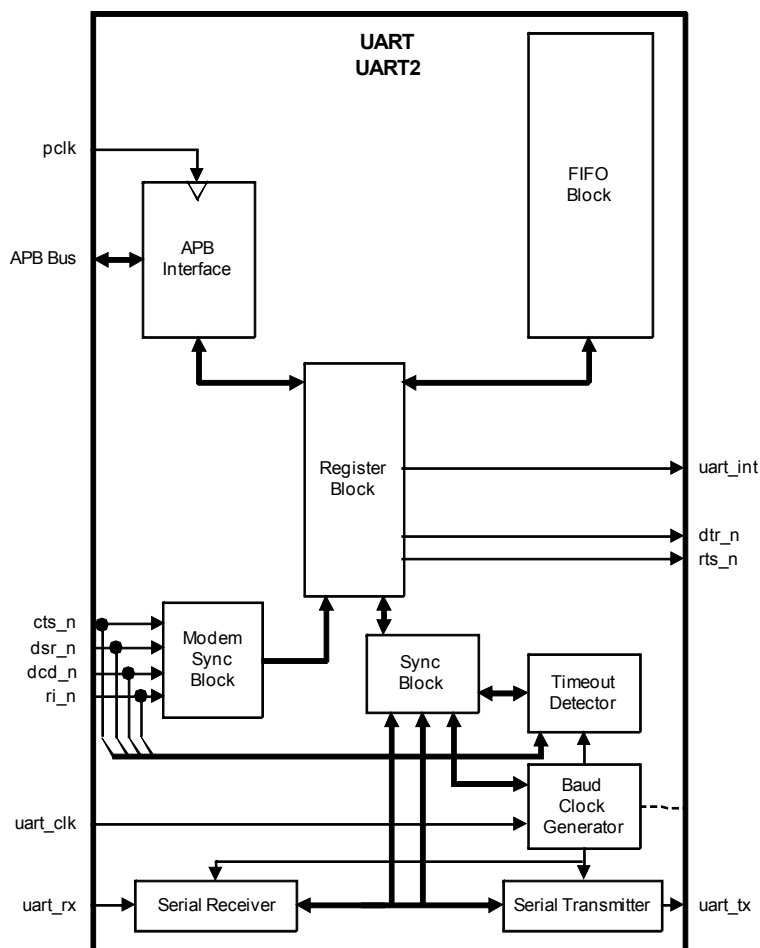 UART
UART2
pclk
FIFO
Block
APB
Interface
APB Bus
Register
Block
uart_int
dtr_n
rts_n
cts_n
dsr_n
dcd_n
ri_n
Modem
Sync
Block
Sync
Block
Timeout
Detector
Baud
Clock
Generator
uart_clk
uart_rx
Serial Receiver
Serial Transmitter
uart_tx